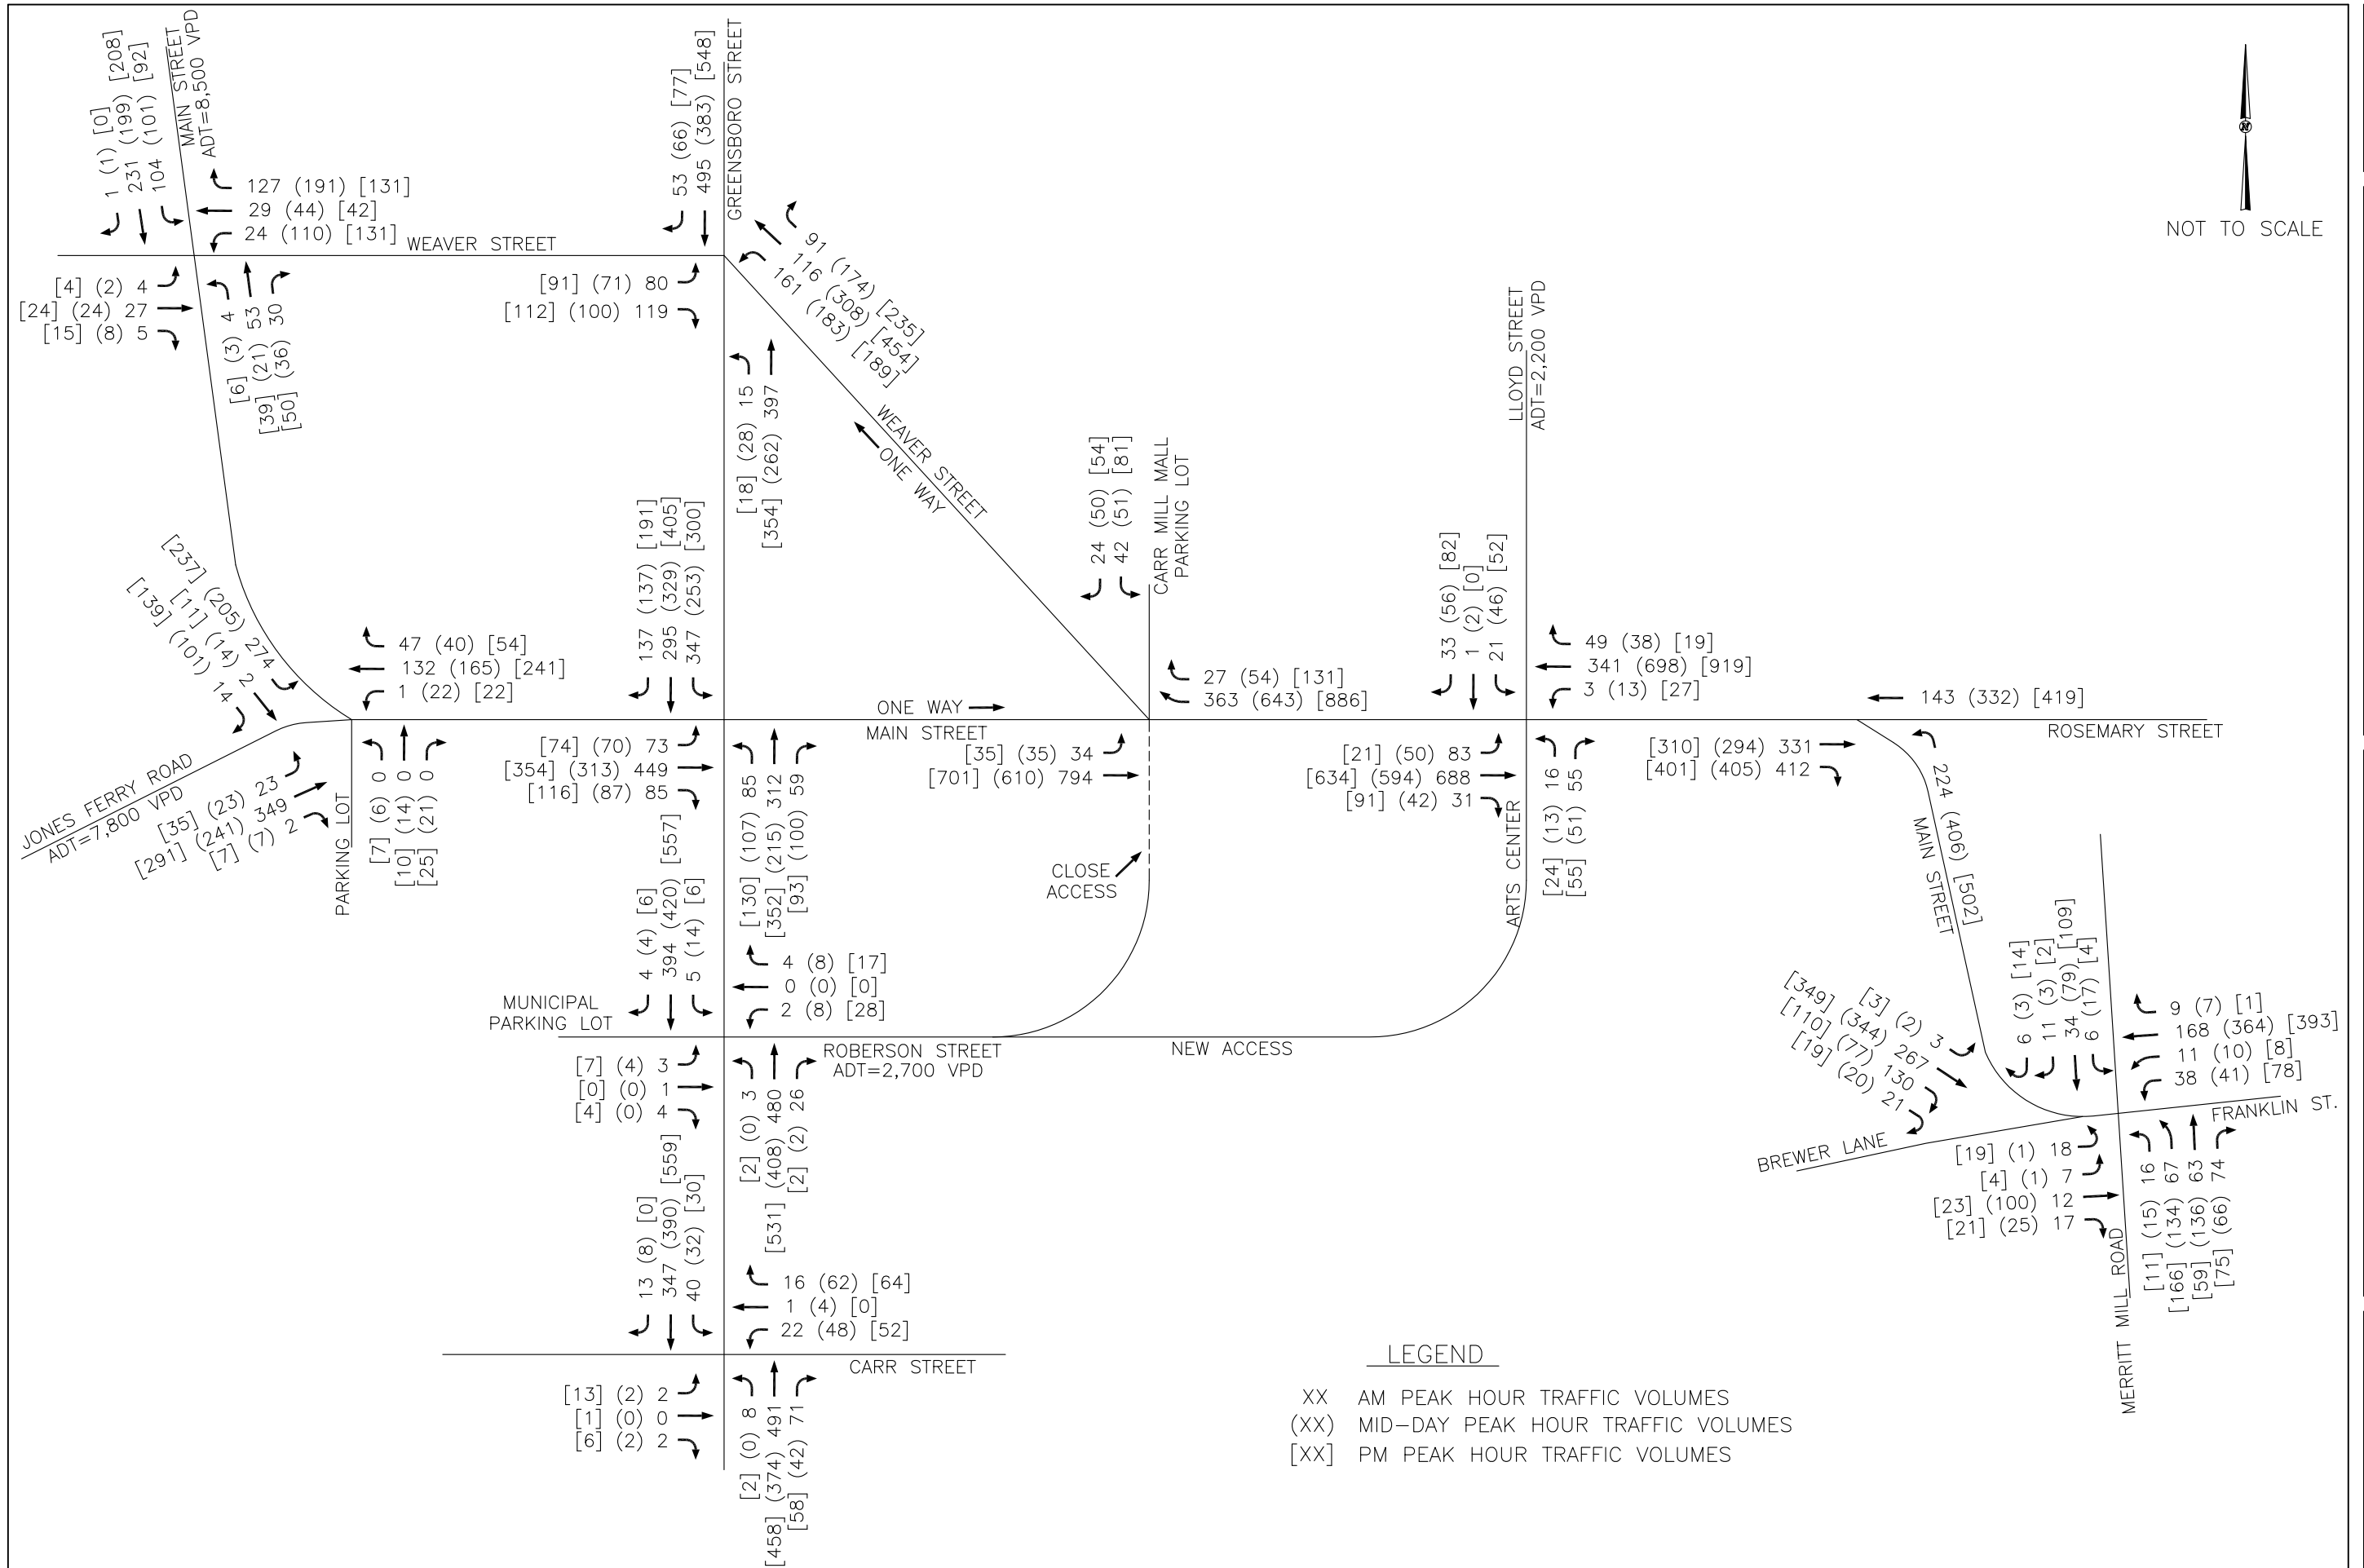 MAIN STREET
ADT=8,500 VPD
1 (1) [0]
231 (199) [208]
104 (101) [92]
127 (191) [131]
29 (44) [42]
24 (110) [131]
WEAVER STREET
[4] (2) 4
[24] (24) 27
[15] (8) 5
[6] (3) 4
[39] (21) 53
[50] (36) 30
GREENSBORO STREET
53 (66) [77]
495 (383) [548]
91 (174) [235]
116 (308) [454]
161 (183) [189]
[91] (71) 80
[112] (100) 119
[18] (28) 15
[354] (262) 397
WEAVER STREET
ONE WAY
NOT TO SCALE
LLOYD STREET
ADT=2,200 VPD
CARR MILL MALL
PARKING LOT
24 (50) [54]
42 (51) [81]
[237] (205) 274
[11] (14) 2
[139] (101) 14
47 (40) [54]
132 (165) [241]
1 (22) [22]
137 (137) [191]
295 (329) [405]
347 (253) [300]
ONE WAY
MAIN STREET
27 (54) [131]
363 (643) [886]
33 (56) [82]
1 (2) [0]
21 (46) [52]
49 (38) [19]
341 (698) [919]
3 (13) [27]
143 (332) [419]
ROSEMARY STREET
JONES FERRY ROAD
ADT=7,800 VPD
[35] (23) 23
[291] (241) 349
[7] (7) 2
PARKING LOT
[7] (6) 0
[10] (14) 0
[25] (21) 0
[74] (70) 73
[354] (313) 449
[116] (87) 85
[130] (107) 85
[352] (215) 312
[93] (100) 59
[35] (35) 34
[701] (610) 794
CLOSE
ACCESS
[21] (50) 83
[634] (594) 688
[91] (42) 31
ARTS CENTER
[24] (13) 16
[55] (51) 55
[310] (294) 331
[401] (405) 412
224 (406) [502]
MAIN STREET
4 (4) [6]
394 (420) [557]
5 (14) [6]
4 (8) [17]
0 (0) [0]
2 (8) [28]
MUNICIPAL
PARKING LOT
ROBERSON STREET
ADT=2,700 VPD
NEW ACCESS
[7] (4) 3
[0] (0) 1
[4] (0) 4
[2] (0) 3
[531] (408) 480
[2] (2) 26
[3] (2) 3
[349] (344) 267
[110] (77) 130
[19] (20) 21
6 (3) [14]
11 (3) [2]
34 (79) [109]
6 (17) [4]
9 (7) [1]
168 (364) [393]
11 (10) [8]
38 (41) [78]
FRANKLIN ST.
BREWER LANE
[19] (1) 18
[4] (1) 7
[23] (100) 12
[21] (25) 17
MERRITT MILL ROAD
[11] (15) 16
[166] (134) 67
[59] (136) 63
[75] (66) 74
13 (8) [0]
347 (390) [559]
40 (32) [30]
16 (62) [64]
1 (4) [0]
22 (48) [52]
CARR STREET
[13] (2) 2
[1] (0) 0
[6] (2) 2
[2] (0) 8
[458] (374) 491
[58] (42) 71
LEGEND
XX AM PEAK HOUR TRAFFIC VOLUMES
(XX) MID-DAY PEAK HOUR TRAFFIC VOLUMES
[XX] PM PEAK HOUR TRAFFIC VOLUMES